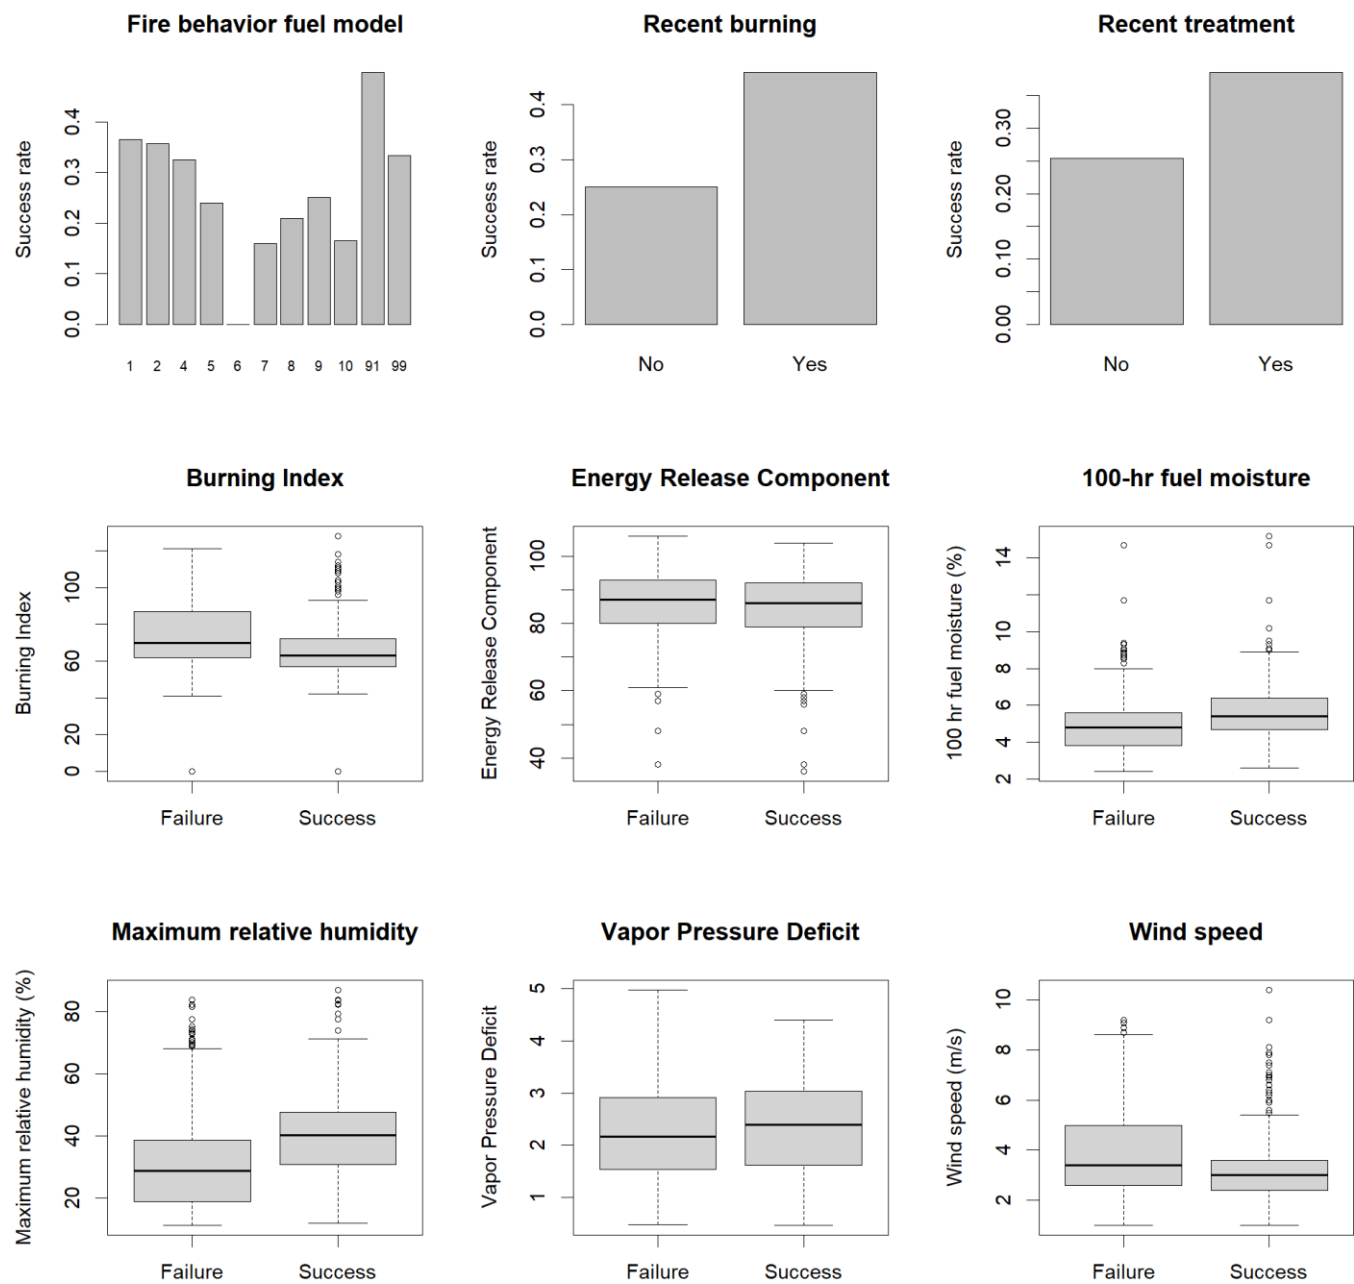 Fire behavior fuel model
Success rate
0.0 0.1 0.2 0.3 0.4
1 2 4 5 6 7 8 9 10 91 99
Recent burning
Success rate
0.0 0.1 0.2 0.3 0.4
No Yes
Recent treatment
Success rate
0.00 0.10 0.20 0.30
No Yes
Burning Index
Burning Index
0 20 60 100
Failure Success
Energy Release Component
Energy Release Component
40 60 80 100
Failure Success
100-hr fuel moisture
100 hr fuel moisture (%)
2 4 6 8 10 14
Failure Success
Maximum relative humidity
Maximum relative humidity (%)
20 40 60 80
Failure Success
Vapor Pressure Deficit
Vapor Pressure Deficit
1 2 3 4 5
Failure Success
Wind speed
Wind speed (m/s)
2 4 6 8 10
Failure Success